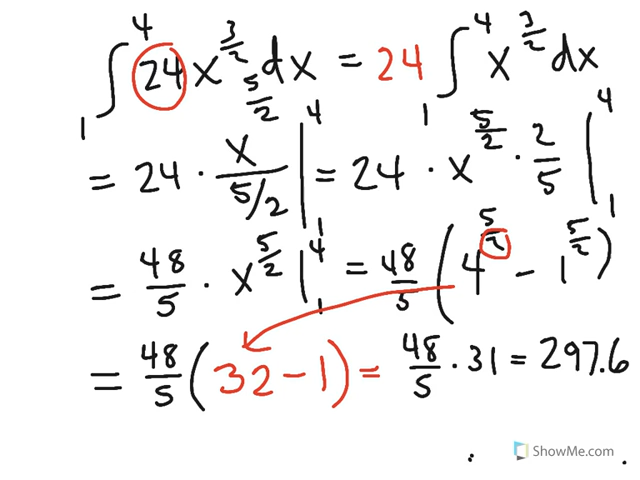 ∫₁⁴ 24 x^(3/2) dx = 24 ∫₁⁴ x^(3/2) dx
= 24 · x^(5/2) / (5/2) |₁⁴ = 24 · x^(5/2) · 2/5 |₁⁴
= 48/5 · x^(5/2) |₁⁴ = 48/5 (4^(5/2) − 1^(5/2))
= 48/5 (32 − 1) = 48/5 · 31 = 297.6
ShowMe.com